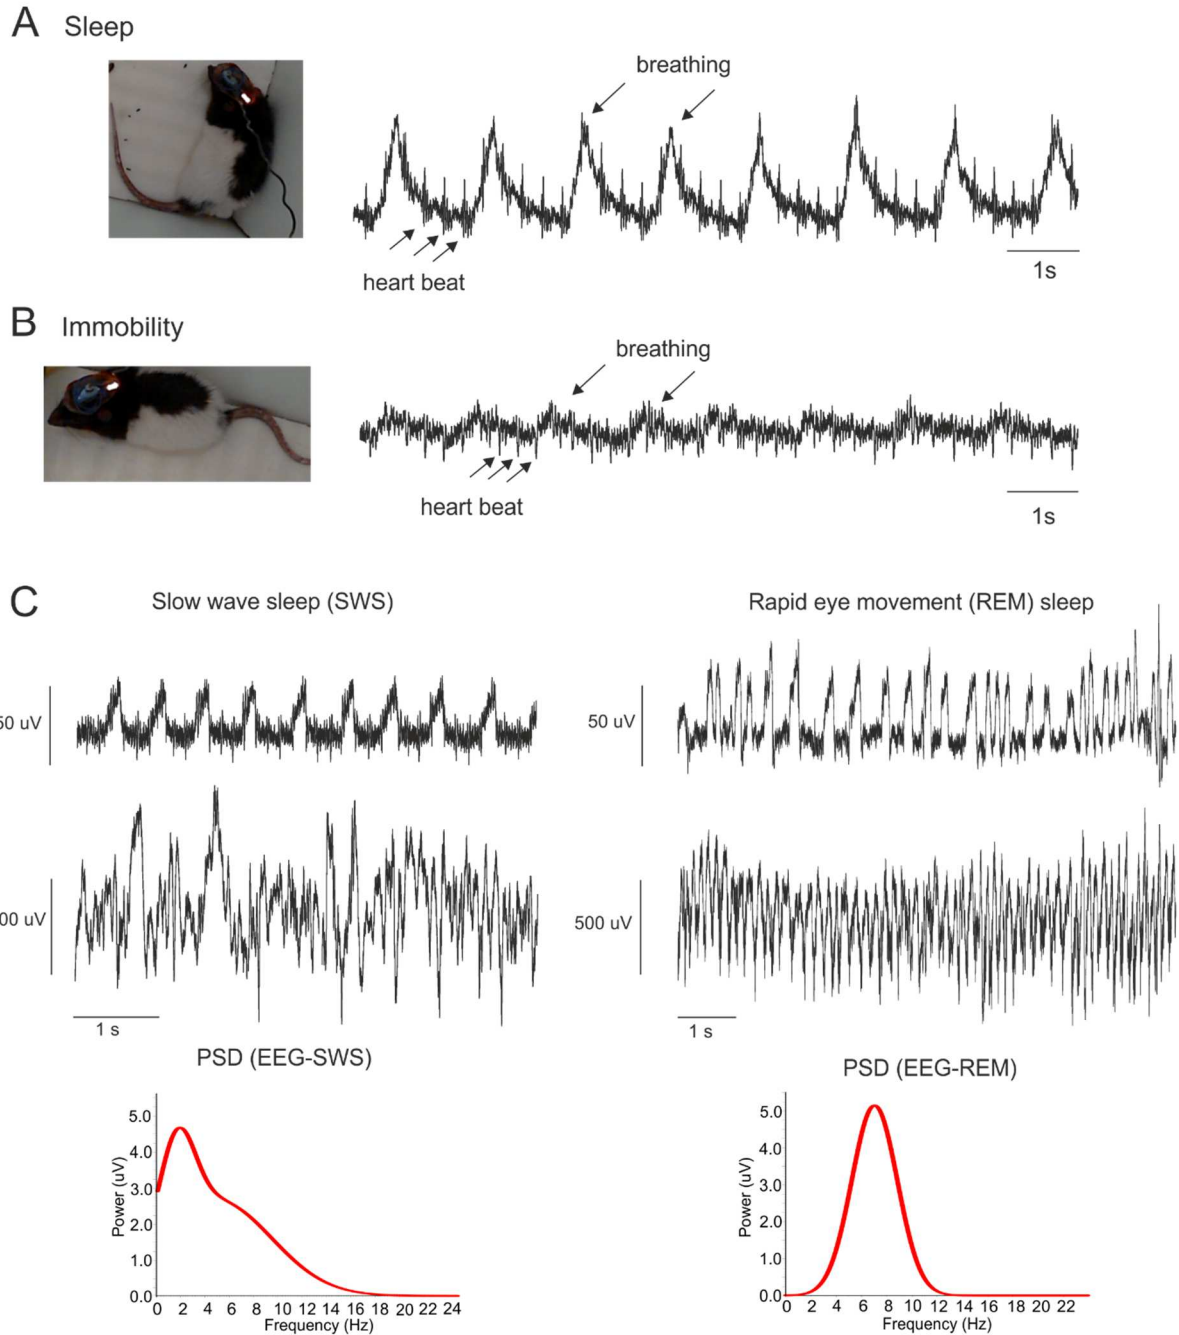 A Sleep
breathing
heart beat
1s
B Immobility
breathing
heart beat
1s
C
Slow wave sleep (SWS)
Rapid eye movement (REM) sleep
50 uV
50 uV
00 uV
500 uV
1 s
1 s
PSD (EEG-SWS)
PSD (EEG-REM)
5.0
4.0
3.0
2.0
1.0
0.0
Power (uV)
0 2 4 6 8 10 12 14 16 18 20 22 24
Frequency (Hz)
5.0
4.0
3.0
2.0
1.0
0.0
Power (uV)
0 2 4 6 8 10 12 14 16 18 20 22
Frequency (Hz)